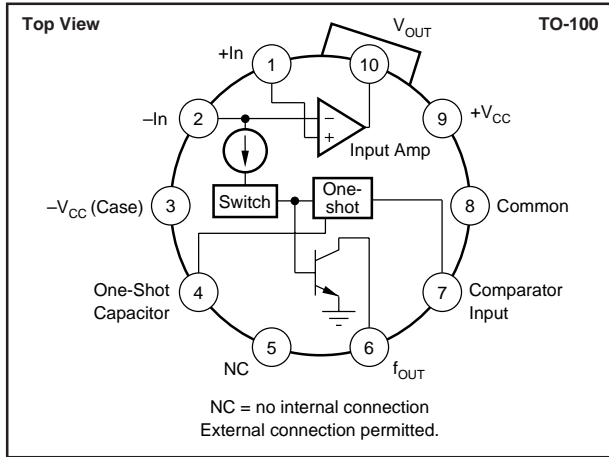 Top View
TO-100
V_OUT
+In
1
10
–In
2
9
+V_CC
–
+
Input Amp
–V_CC (Case)
3
Switch
One-
shot
8
Common
One-Shot
Capacitor
4
7
Comparator
Input
5
6
NC
f_OUT
NC = no internal connection
External connection permitted.